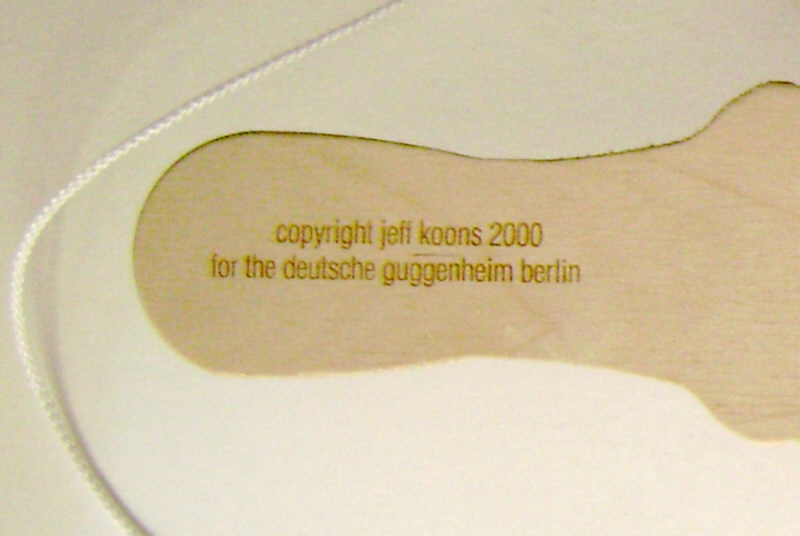 copyright jeff koons 2000
for the deutsche guggenheim berlin